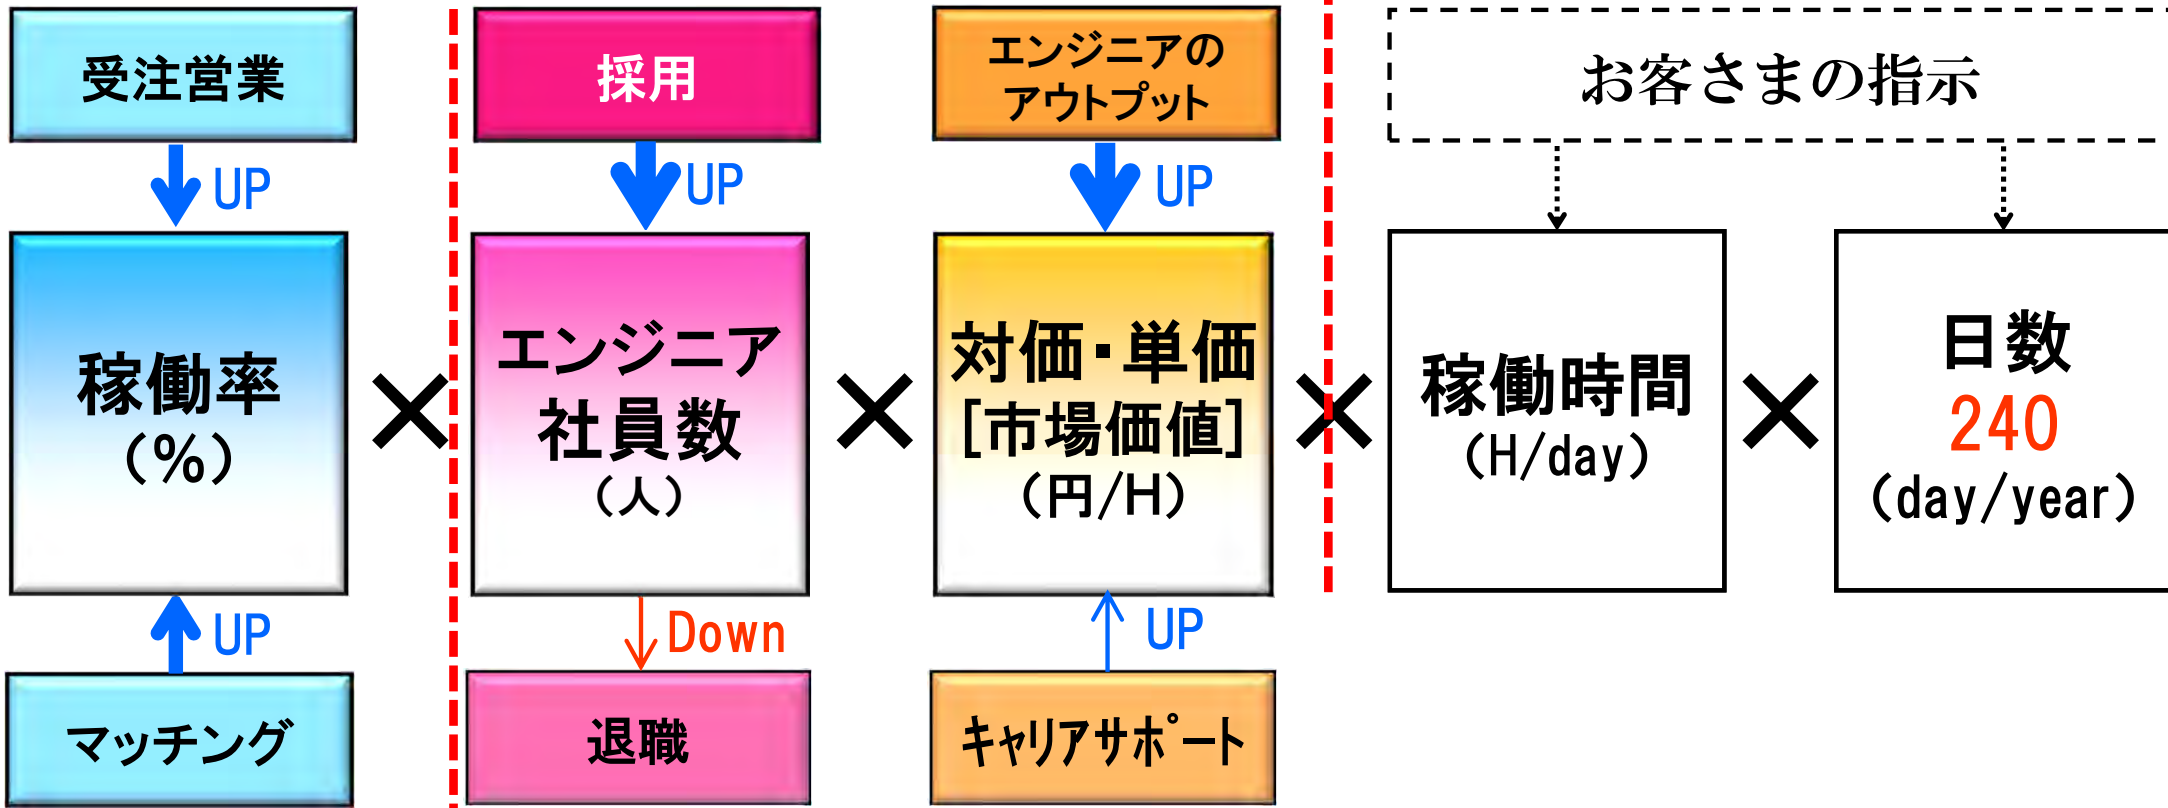 受注営業
採用
エンジニアの
アウトプット
お客さまの指示
UP
UP
UP
稼働率
(%)
×
エンジニア
社員数
(人)
×
対価・単価
[市場価値]
(円/H)
×
稼働時間
(H/day)
×
日数
240
(day/year)
UP
Down
UP
マッチング
退職
キャリアサポート